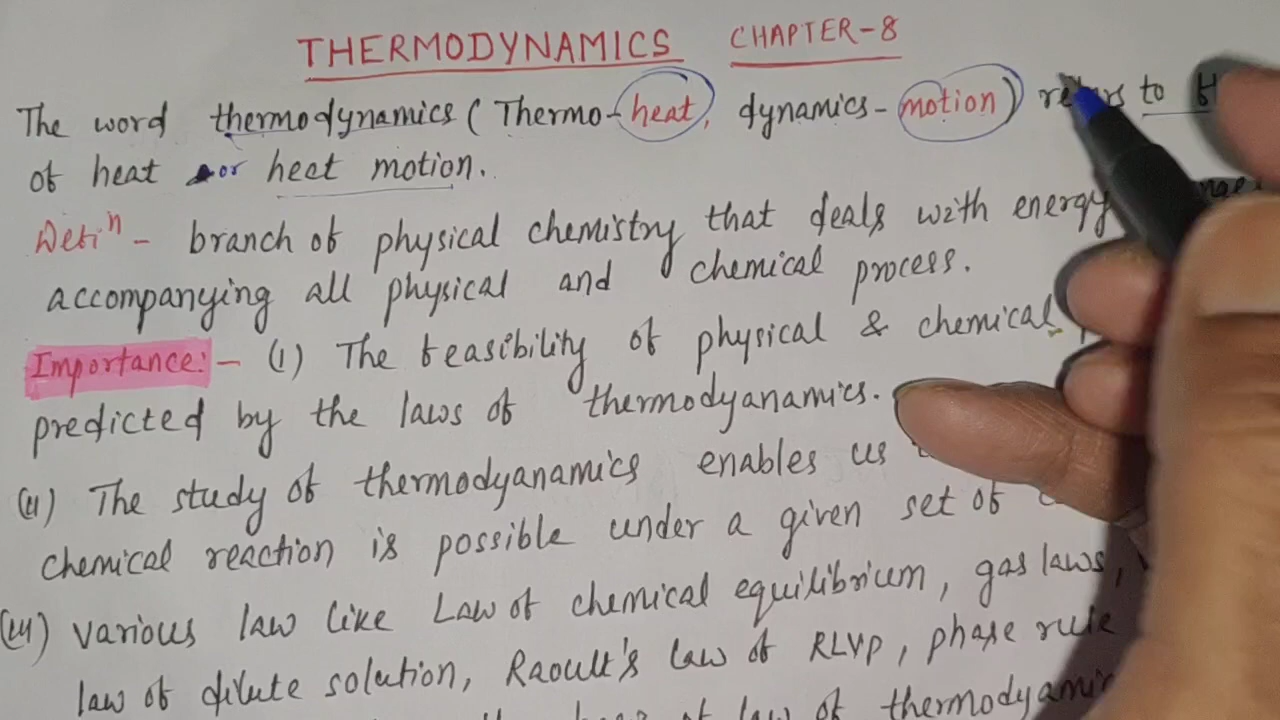 THERMODYNAMICS CHAPTER-8
The word thermodynamics (Thermo-heat, dynamics-motion) refers to
of heat or heat motion.
Defiⁿ - branch of physical chemistry that deals with energy
accompanying all physical and chemical process.
Importance:- (i) The feasibility of physical & chemical
predicted by the laws of thermodyanamics.
(ii) The study of thermodyanamics enables us
chemical reaction is possible under a given set of
(iii) various law like Law of chemical equilibrium, gas laws,
law of dilute solution, Raoult's law of RLVP, phase rule
law of thermodyamic